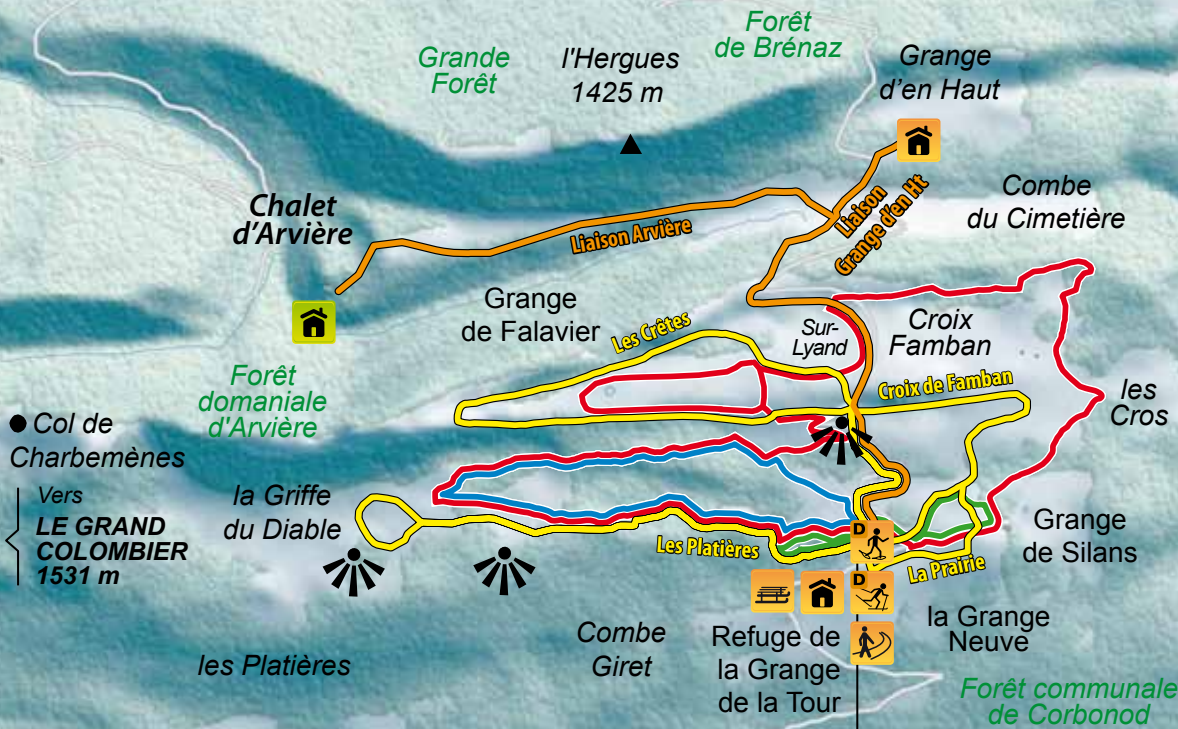 Forêt
de Brénaz
Grande
Forêt
l'Hergues
1425 m
Grange
d'en Haut
Chalet
d'Arvière
Combe
du Cimetière
Liaison Arvière
Liaison
Grange d'en Ht
Grange
de Falavier
Les Crêtes
Sur-
Lyand
Croix
Famban
Croix de Famban
les
Cros
Forêt
domaniale
d'Arvière
Col de
Charbemènes
Vers
LE GRAND
COLOMBIER
1531 m
la Griffe
du Diable
Les Platières
D
La Prairie
Grange
de Silans
D
les Platières
Combe
Giret
Refuge de
la Grange
de la Tour
la Grange
Neuve
Forêt communale
de Corbonod